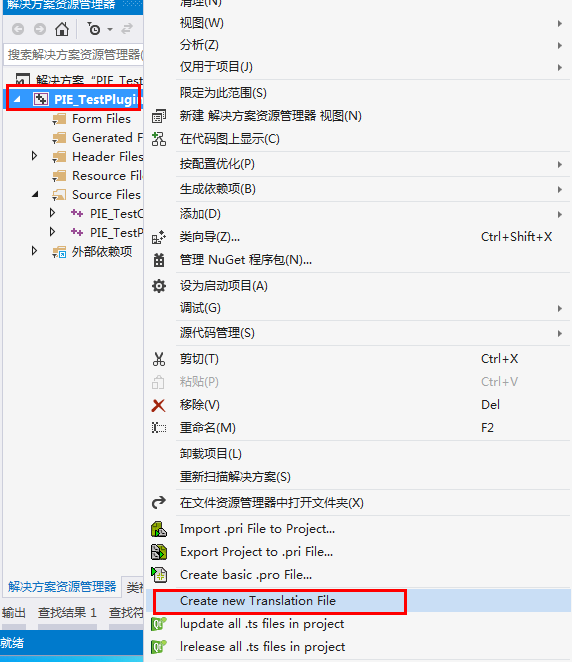 解决方案资源管理器
搜索解决方案资源管理器(
解决方案“PIE_Test
PIE_TestPlugin
Form Files
Generated F
Header Files
Resource Fil
Source Files
PIE_TestC
PIE_TestP
外部依赖项
解决方案资源管理器
类视
输出
查找结果 1
查找符
就绪
清理(N)
视图(W)
分析(Z)
仅用于项目(J)
限定为此范围(S)
新建 解决方案资源管理器 视图(N)
在代码图上显示(C)
按配置优化(P)
生成依赖项(B)
添加(D)
类向导(Z)... Ctrl+Shift+X
管理 NuGet 程序包(N)...
设为启动项目(A)
调试(G)
源代码管理(S)
剪切(T) Ctrl+X
粘贴(P) Ctrl+V
移除(V) Del
重命名(M) F2
卸载项目(L)
重新扫描解决方案(S)
在文件资源管理器中打开文件夹(X)
Import .pri File to Project...
Export Project to .pri File...
Create basic .pro File...
Create new Translation File
lupdate all .ts files in project
lrelease all .ts files in project